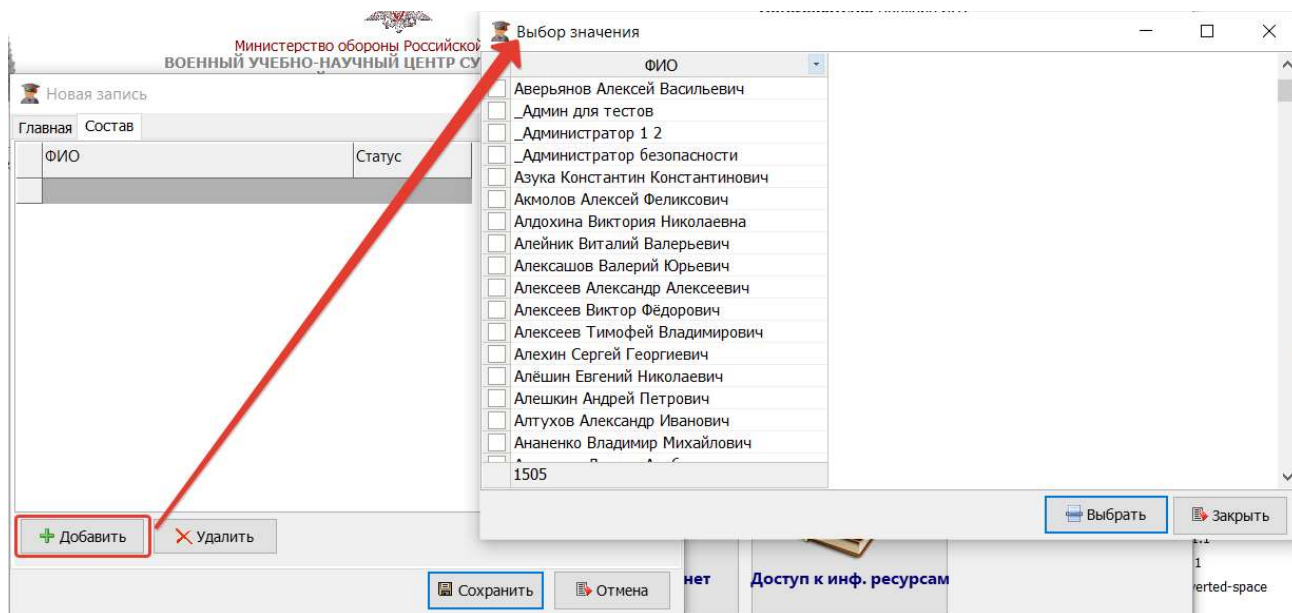 Министерство обороны Российской
ВОЕННЫЙ УЧЕБНО-НАУЧНЫЙ ЦЕНТР СУ
Новая запись
Главная Состав
ФИО Статус
Добавить Удалить
Сохранить Отмена
Выбор значения
ФИО
Аверьянов Алексей Васильевич
_Админ для тестов
_Администратор 1 2
_Администратор безопасности
Азука Константин Константинович
Акмолов Алексей Феликсович
Алдохина Виктория Николаевна
Алейник Виталий Валерьевич
Алексашов Валерий Юрьевич
Алексеев Александр Алексеевич
Алексеев Виктор Фёдорович
Алексеев Тимофей Владимирович
Алехин Сергей Георгиевич
Алёшин Евгений Николаевич
Алешкин Андрей Петрович
Алтухов Александр Иванович
Ананенко Владимир Михайлович
1505
Выбрать Закрыть
нет Доступ к инф. ресурсам
1
verted-space